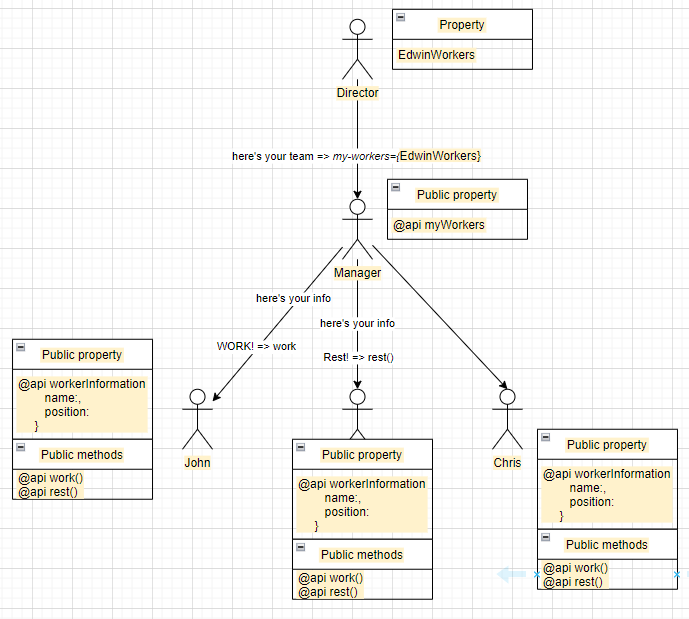 Property
EdwinWorkers
Director
here's your team => my-workers={EdwinWorkers}
Public property
@api myWorkers
Manager
here's your info
here's your info
WORK! => work
Rest! => rest()
Public property
@api workerInformation
name:,
position:
}
Public methods
@api work()
@api rest()
John
Public property
@api workerInformation
name:,
position:
}
Public methods
@api work()
@api rest()
Chris
Public property
@api workerInformation
name:,
position:
}
Public methods
@api work()
@api rest()